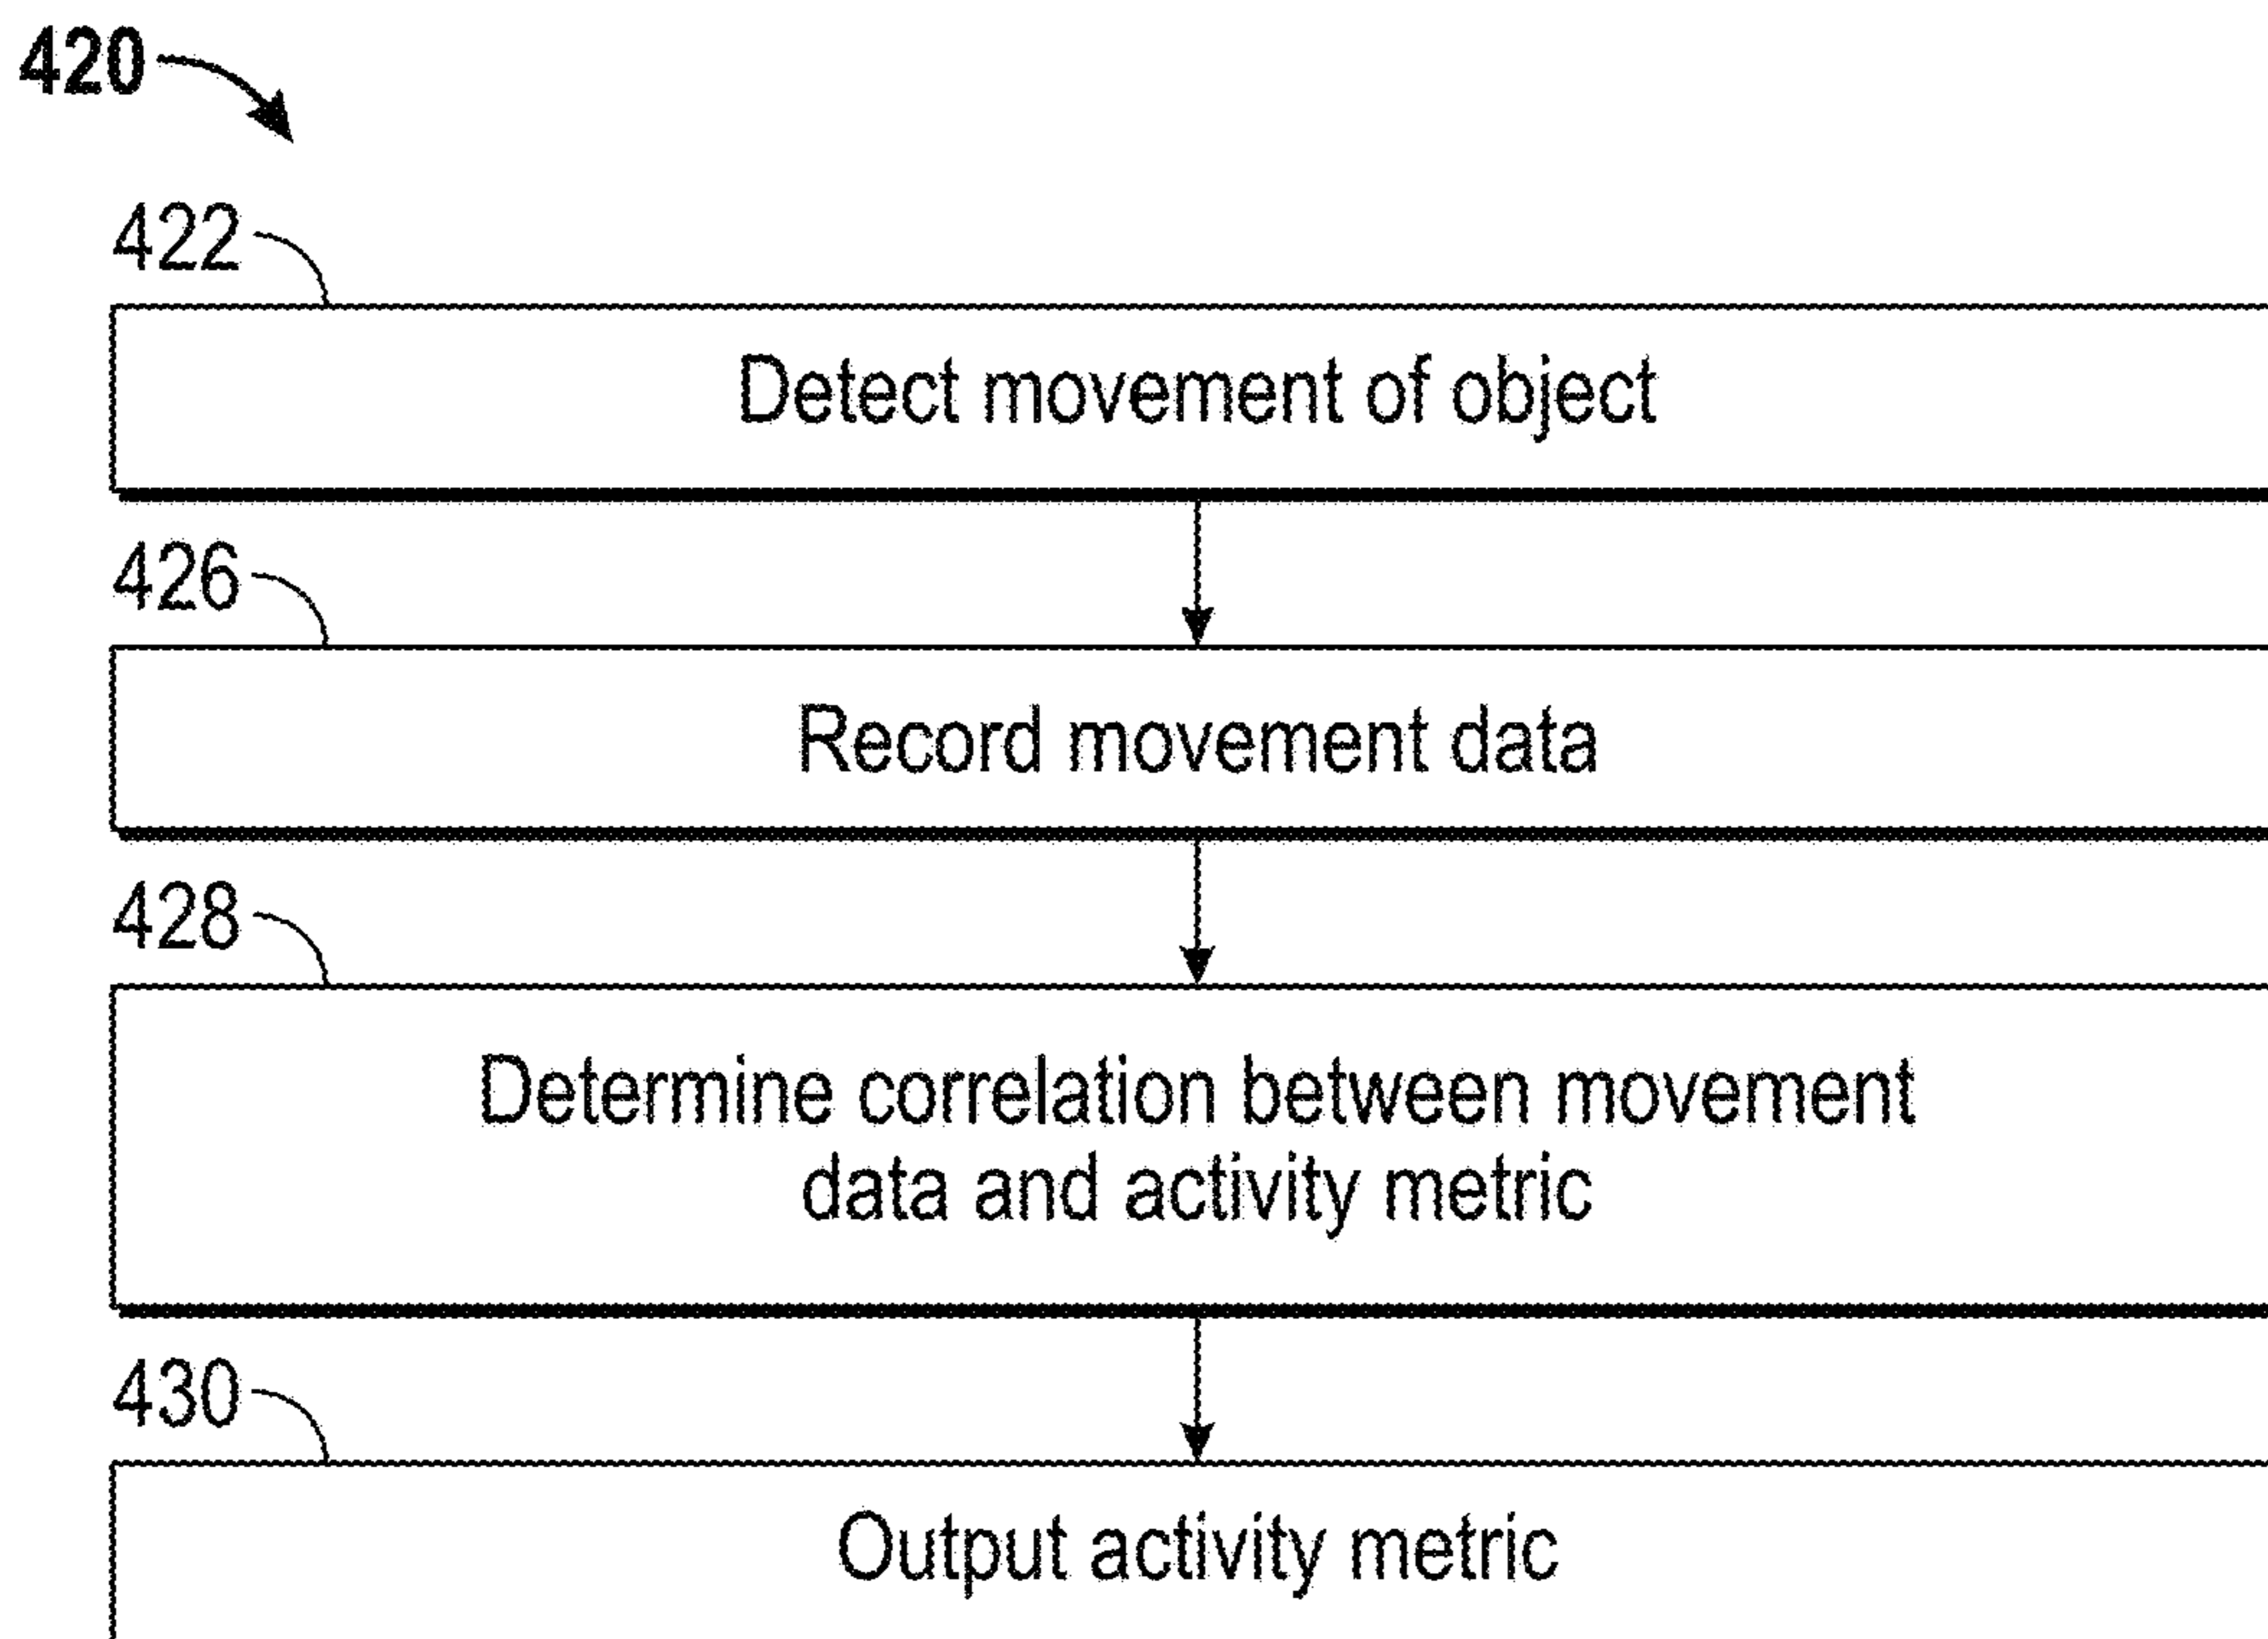 420
422
Detect movement of object
426
Record movement data
428
Determine correlation between movement
data and activity metric
430
Output activity metric